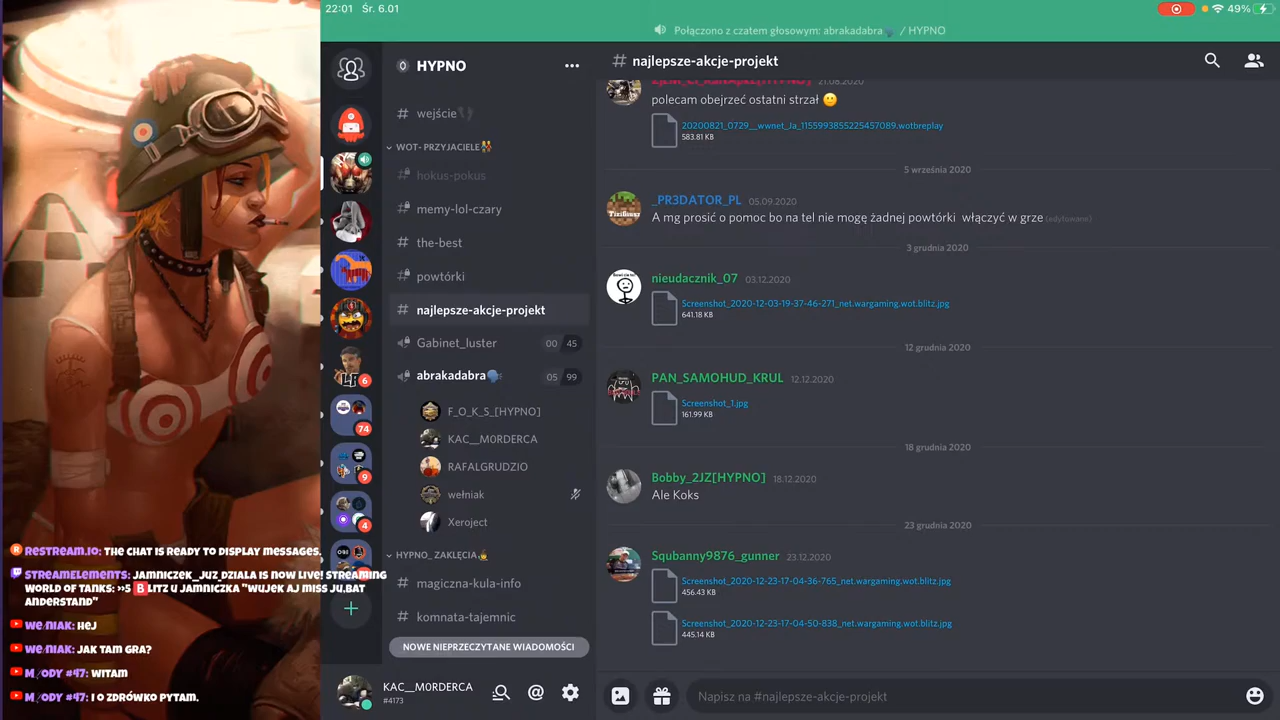 22:01 Śr. 6.01
49%
Połączono z czatem głosowym: abrakadabra / HYPNO
HYPNO
...
# wejście
WOT- PRZYJACIELE
# hokus-pokus
# memy-lol-czary
# the-best
# powtórki
# najlepsze-akcje-projekt
Gabinet_luster 00 45
abrakadabra 05 99
F_O_K_S_[HYPNO]
KAC__M0RDERCA
RAFALGRUDZIO
wełniak
Xeroject
HYPNO_ ZAKLĘCIA
# magiczna-kula-info
# komnata-tajemnic
NOWE NIEPRZECZYTANE WIADOMOŚCI
KAC__M0RDERCA
#4173
6
74
9
4
# najlepsze-akcje-projekt
21.08.2020
polecam obejrzeć ostatni strzał
20200821_0729__wwnet_Ja_1155993855225457089.wotbreplay
583.81 KB
5 września 2020
_PR3DATOR_PL 05.09.2020
A mg prosić o pomoc bo na tel nie mogę żadnej powtórki włączyć w grze (edytowane)
3 grudnia 2020
nieudacznik_07 03.12.2020
Screenshot_2020-12-03-19-37-46-271_net.wargaming.wot.blitz.jpg
641.18 KB
12 grudnia 2020
PAN_SAMOHUD_KRUL 12.12.2020
Screenshot_1.jpg
161.99 KB
18 grudnia 2020
Bobby_2JZ[HYPNO] 18.12.2020
Ale Koks
23 grudnia 2020
Squbanny9876_gunner 23.12.2020
Screenshot_2020-12-23-17-04-36-765_net.wargaming.wot.blitz.jpg
456.43 KB
Screenshot_2020-12-23-17-04-50-838_net.wargaming.wot.blitz.jpg
445.14 KB
Napisz na #najlepsze-akcje-projekt
RESTREAM.IO: THE CHAT IS READY TO DISPLAY MESSAGES.
STREAMELEMENTS: JAMNICZEK_JUZ_DZIALA IS NOW LIVE! STREAMING
WORLD OF TANKS: »5 BLITZ U JAMNICZKA "WUJEK AJ MISS JU,BAT
ANDERSTAND"
WE/NIAK: HEJ
WE/NIAK: JAK TAM GRA?
M/ODY #47: WITAM
M/ODY #47: I O ZDRÓWKO PYTAM.